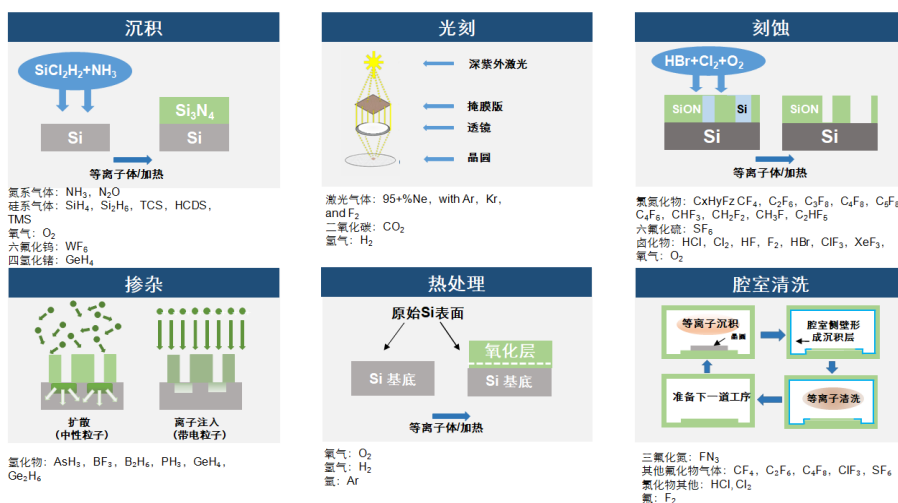 沉积
SiCl₂H₂+NH₃
Si₃N₄
Si
Si
等离子体/加热
氮系气体：NH₃，N₂O
硅系气体：SiH₄，Si₂H₆，TCS，HCDS，
TMS
氧气：O₂
六氟化钨：WF₆
四氢化锗：GeH₄
光刻
深紫外激光
掩膜版
透镜
晶圆
激光气体：95+%Ne，with Ar，Kr，
and F₂
二氧化碳：CO₂
氢气：H₂
刻蚀
HBr+Cl₂+O₂
SiON
Si
SiON
Si
Si
等离子体/加热
氯氮化物：CxHyFz CF₄，C₂F₆，C₃F₈，C₄F₈，C₅F₈
C₄F₆，CHF₃，CH₂F₂，CH₃F，C₂HF₅
六氟化硫：SF₆
卤化物：HCl，Cl₂，HF，F₂，HBr，ClF₃，XeF₃，
氧气：O₂
掺杂
扩散
（中性粒子）
离子注入
（带电粒子）
氢化物：AsH₃，BF₃，B₂H₆，PH₃，GeH₄，
Ge₂H₆
热处理
原始Si表面
氧化层
Si 基底
Si 基底
等离子体/加热
氧气：O₂
氢气：H₂
氩：Ar
腔室清洗
等离子沉积
晶圆
腔室侧壁形
成沉积层
准备下一道工序
等离子清洗
三氟化氮：FN₃
其他氟化物气体：CF₄，C₂F₆，C₄F₈，ClF₃，SF₆
氯化物其他：HCl, Cl₂
氟：F₂